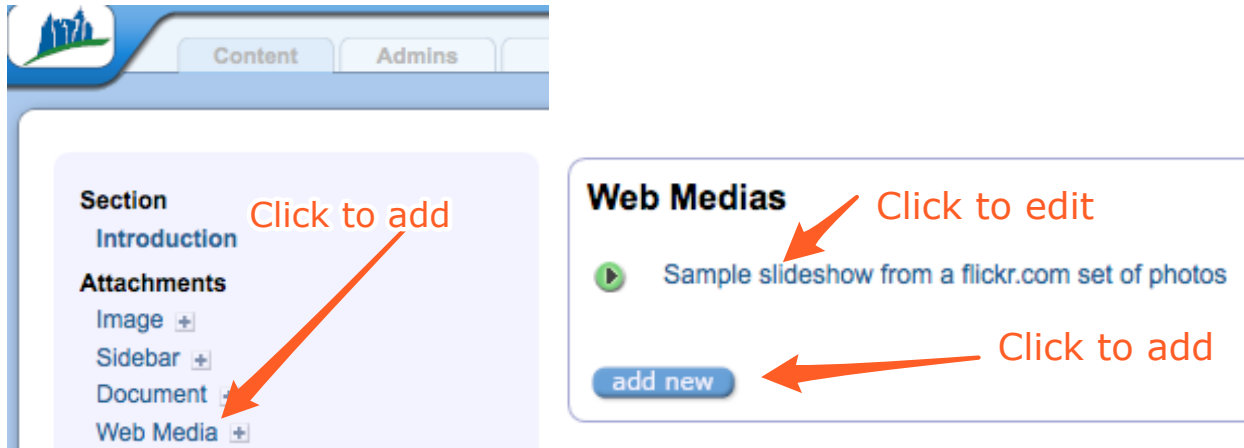 Content
Admins
Section
Click to add
Introduction
Attachments
Image
Sidebar
Document
Web Media
Web Medias
Click to edit
Sample slideshow from a flickr.com set of photos
Click to add
add new